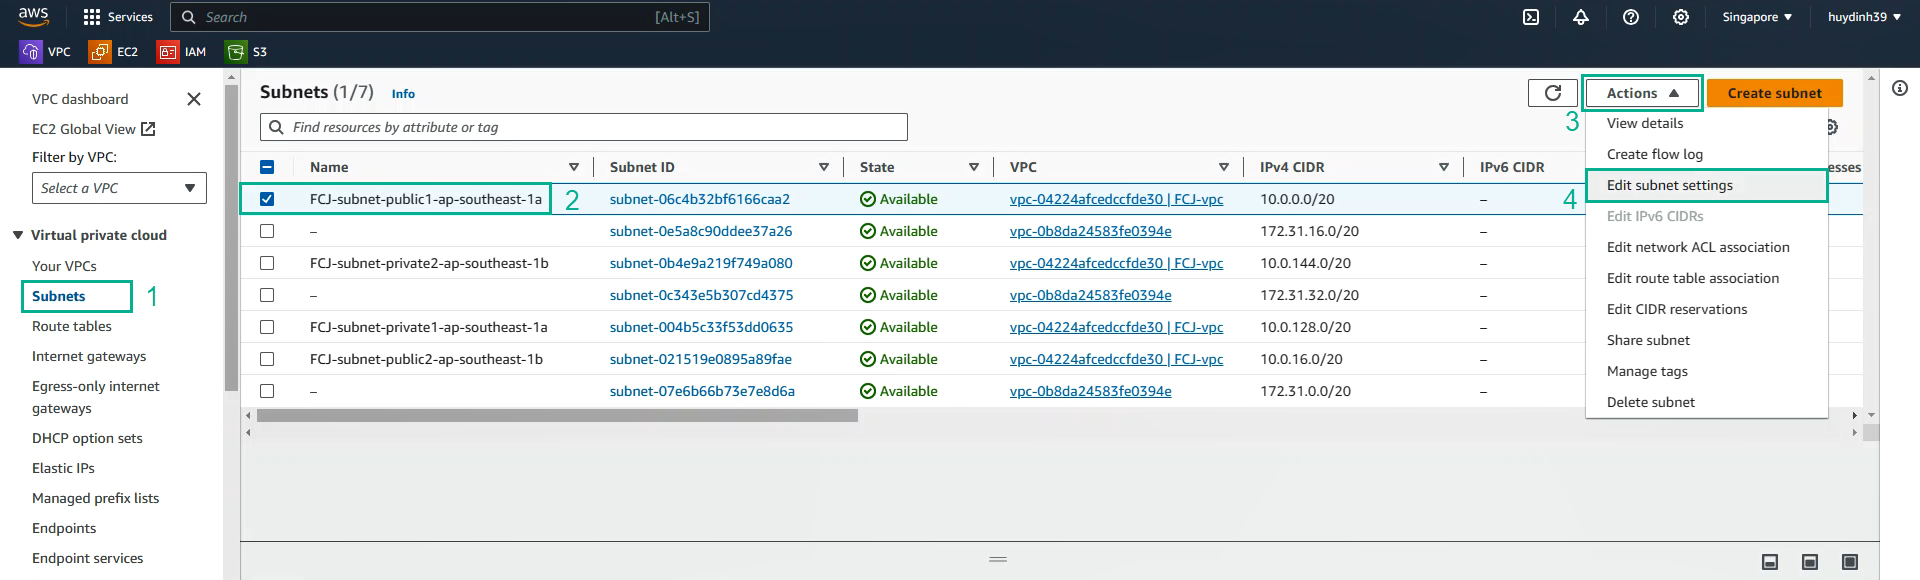 aws
Services
Search
[Alt+S]
Singapore
huydinh39
VPC
EC2
IAM
S3
VPC dashboard
EC2 Global View
Filter by VPC:
Select a VPC
Virtual private cloud
Your VPCs
Subnets
1
Route tables
Internet gateways
Egress-only internet
gateways
DHCP option sets
Elastic IPs
Managed prefix lists
Endpoints
Endpoint services
Subnets (1/7)
Info
Actions
Create subnet
3
Find resources by attribute or tag
Name Subnet ID State VPC IPv4 CIDR IPv6 CIDR esses
FCJ-subnet-public1-ap-southeast-1a 2 subnet-06c4b32bf6166caa2 Available vpc-04224afcedccfde30 | FCJ-vpc 10.0.0.0/20 –
– subnet-0e5a8c90ddee37a26 Available vpc-0b8da24583fe0394e 172.31.16.0/20 –
FCJ-subnet-private2-ap-southeast-1b subnet-0b4e9a219f749a080 Available vpc-04224afcedccfde30 | FCJ-vpc 10.0.144.0/20 –
– subnet-0c343e5b307cd4375 Available vpc-0b8da24583fe0394e 172.31.32.0/20 –
FCJ-subnet-private1-ap-southeast-1a subnet-004b5c33f53dd0635 Available vpc-04224afcedccfde30 | FCJ-vpc 10.0.128.0/20 –
FCJ-subnet-public2-ap-southeast-1b subnet-021519e0895a89fae Available vpc-04224afcedccfde30 | FCJ-vpc 10.0.16.0/20 –
– subnet-07e6b66b73e7e8d6a Available vpc-0b8da24583fe0394e 172.31.0.0/20 –
View details
Create flow log
4
Edit subnet settings
Edit IPv6 CIDRs
Edit network ACL association
Edit route table association
Edit CIDR reservations
Share subnet
Manage tags
Delete subnet